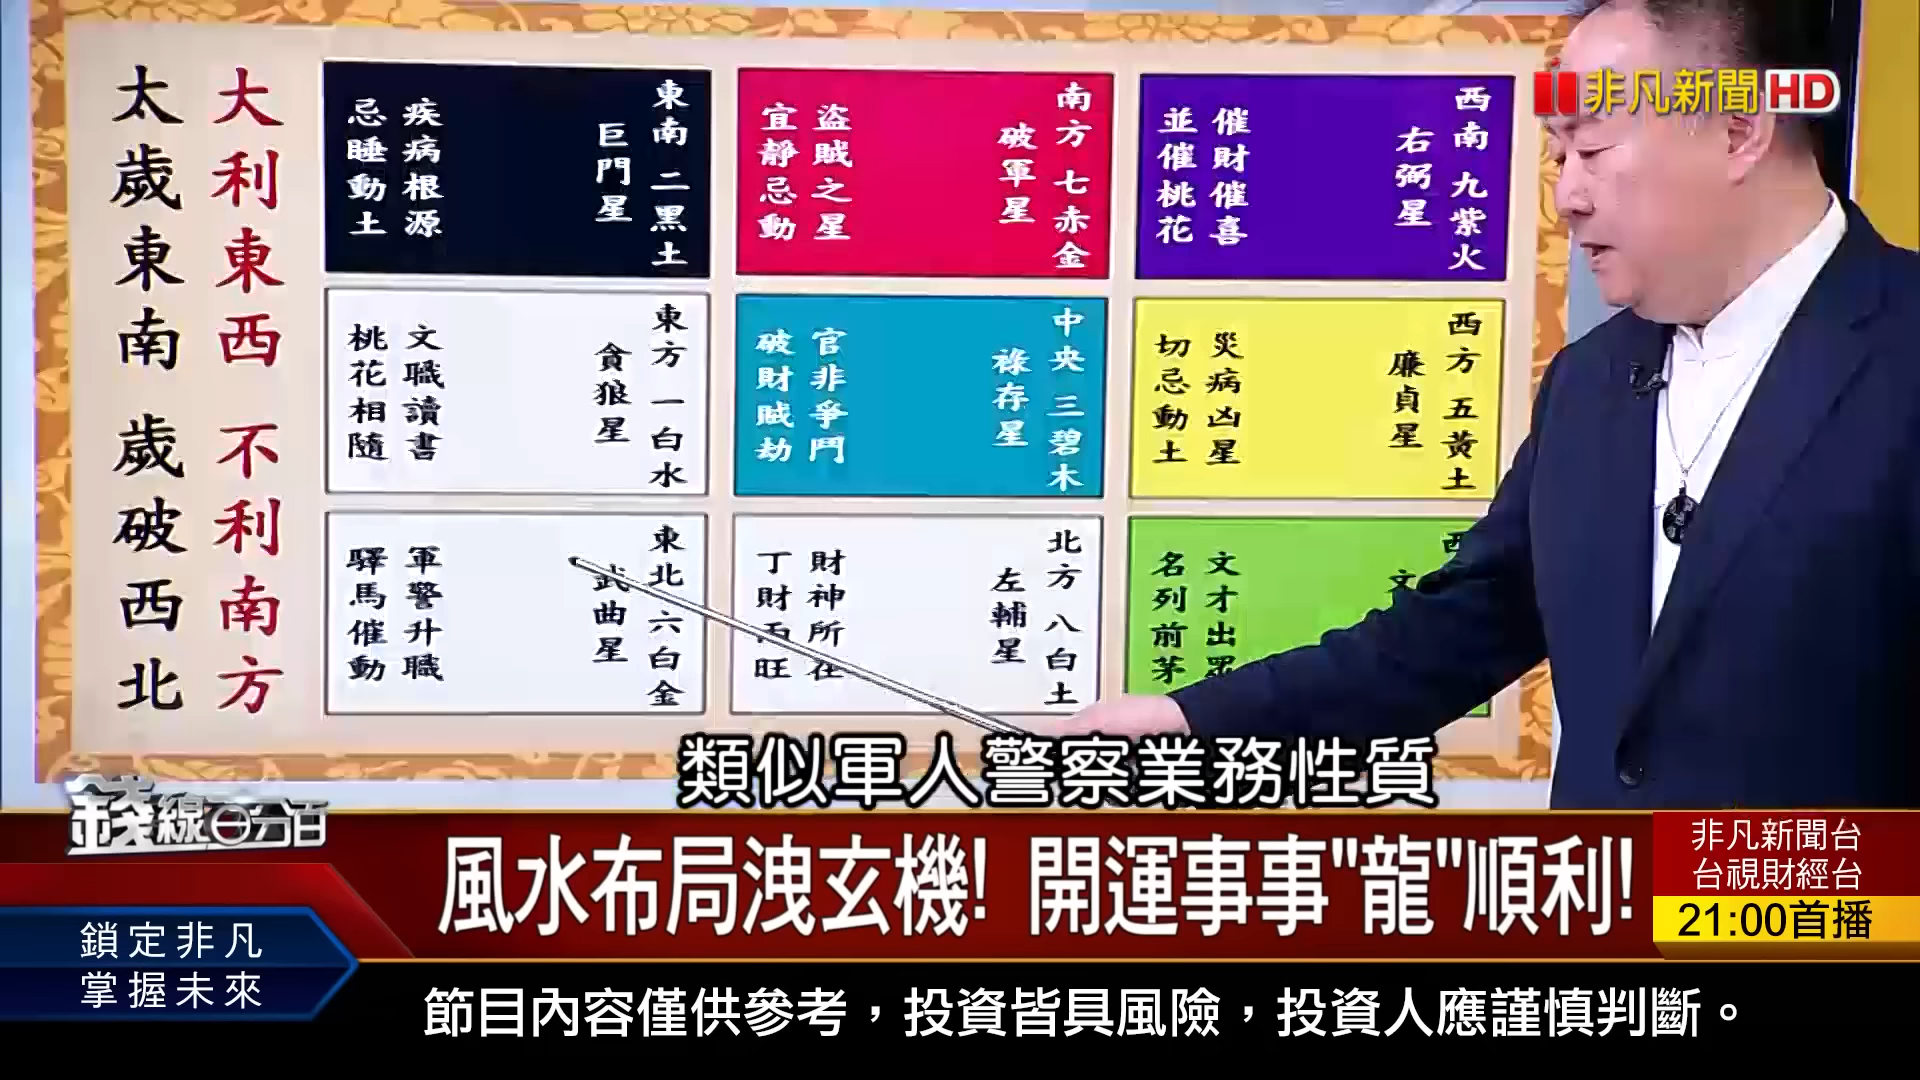 非凡新聞HD
大利東西 不利南方
太歲東南 歲破西北
東南 二黑土
巨門星
疾病根源
忌睡動土
南方 七赤金
破軍星
盜賊之星
宜靜忌動
西南 九紫火
右弼星
催財催喜
並催桃花
東方 一白水
貪狼星
文職讀書
桃花相隨
中央 三碧木
祿存星
官非爭鬥
破財賊劫
西方 五黃土
廉貞星
災病凶星
切忌動土
東北 六白金
武曲星
軍警升職
驛馬催動
北方 八白土
左輔星
財神所在
丁財兩旺
西
文
文才出眾
名列前茅
類似軍人警察業務性質
錢線百分百
風水布局洩玄機! 開運事事"龍"順利!
非凡新聞台
台視財經台
21:00首播
鎖定非凡
掌握未來
節目內容僅供參考，投資皆具風險，投資人應謹慎判斷。